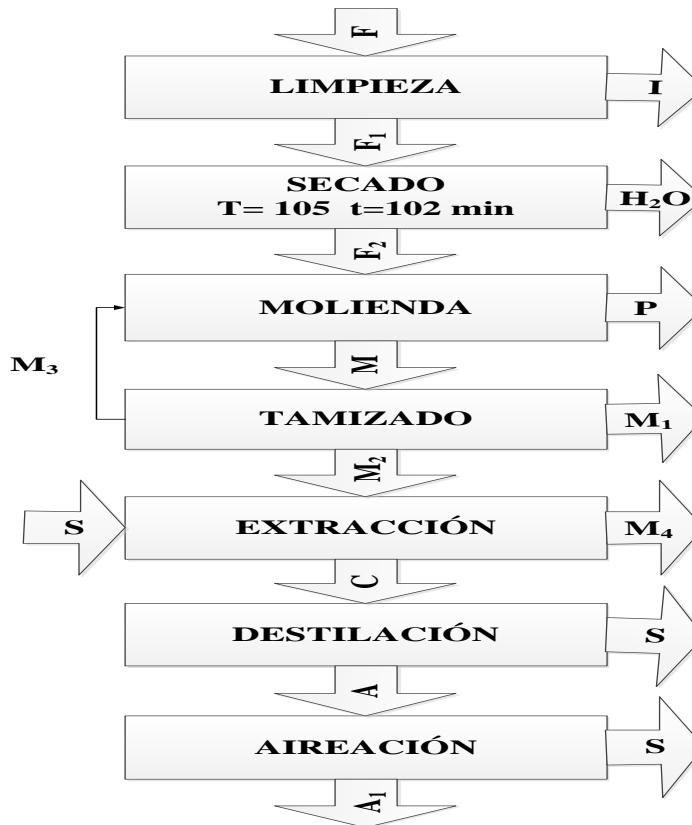 F
LIMPIEZA
I
F₁
SECADO
T= 105 t=102 min
H₂O
F₂
MOLIENDA
P
M₃
M
TAMIZADO
M₁
M₂
S
EXTRACCIÓN
M₄
C
DESTILACIÓN
S
A
AIREACIÓN
S
A₁